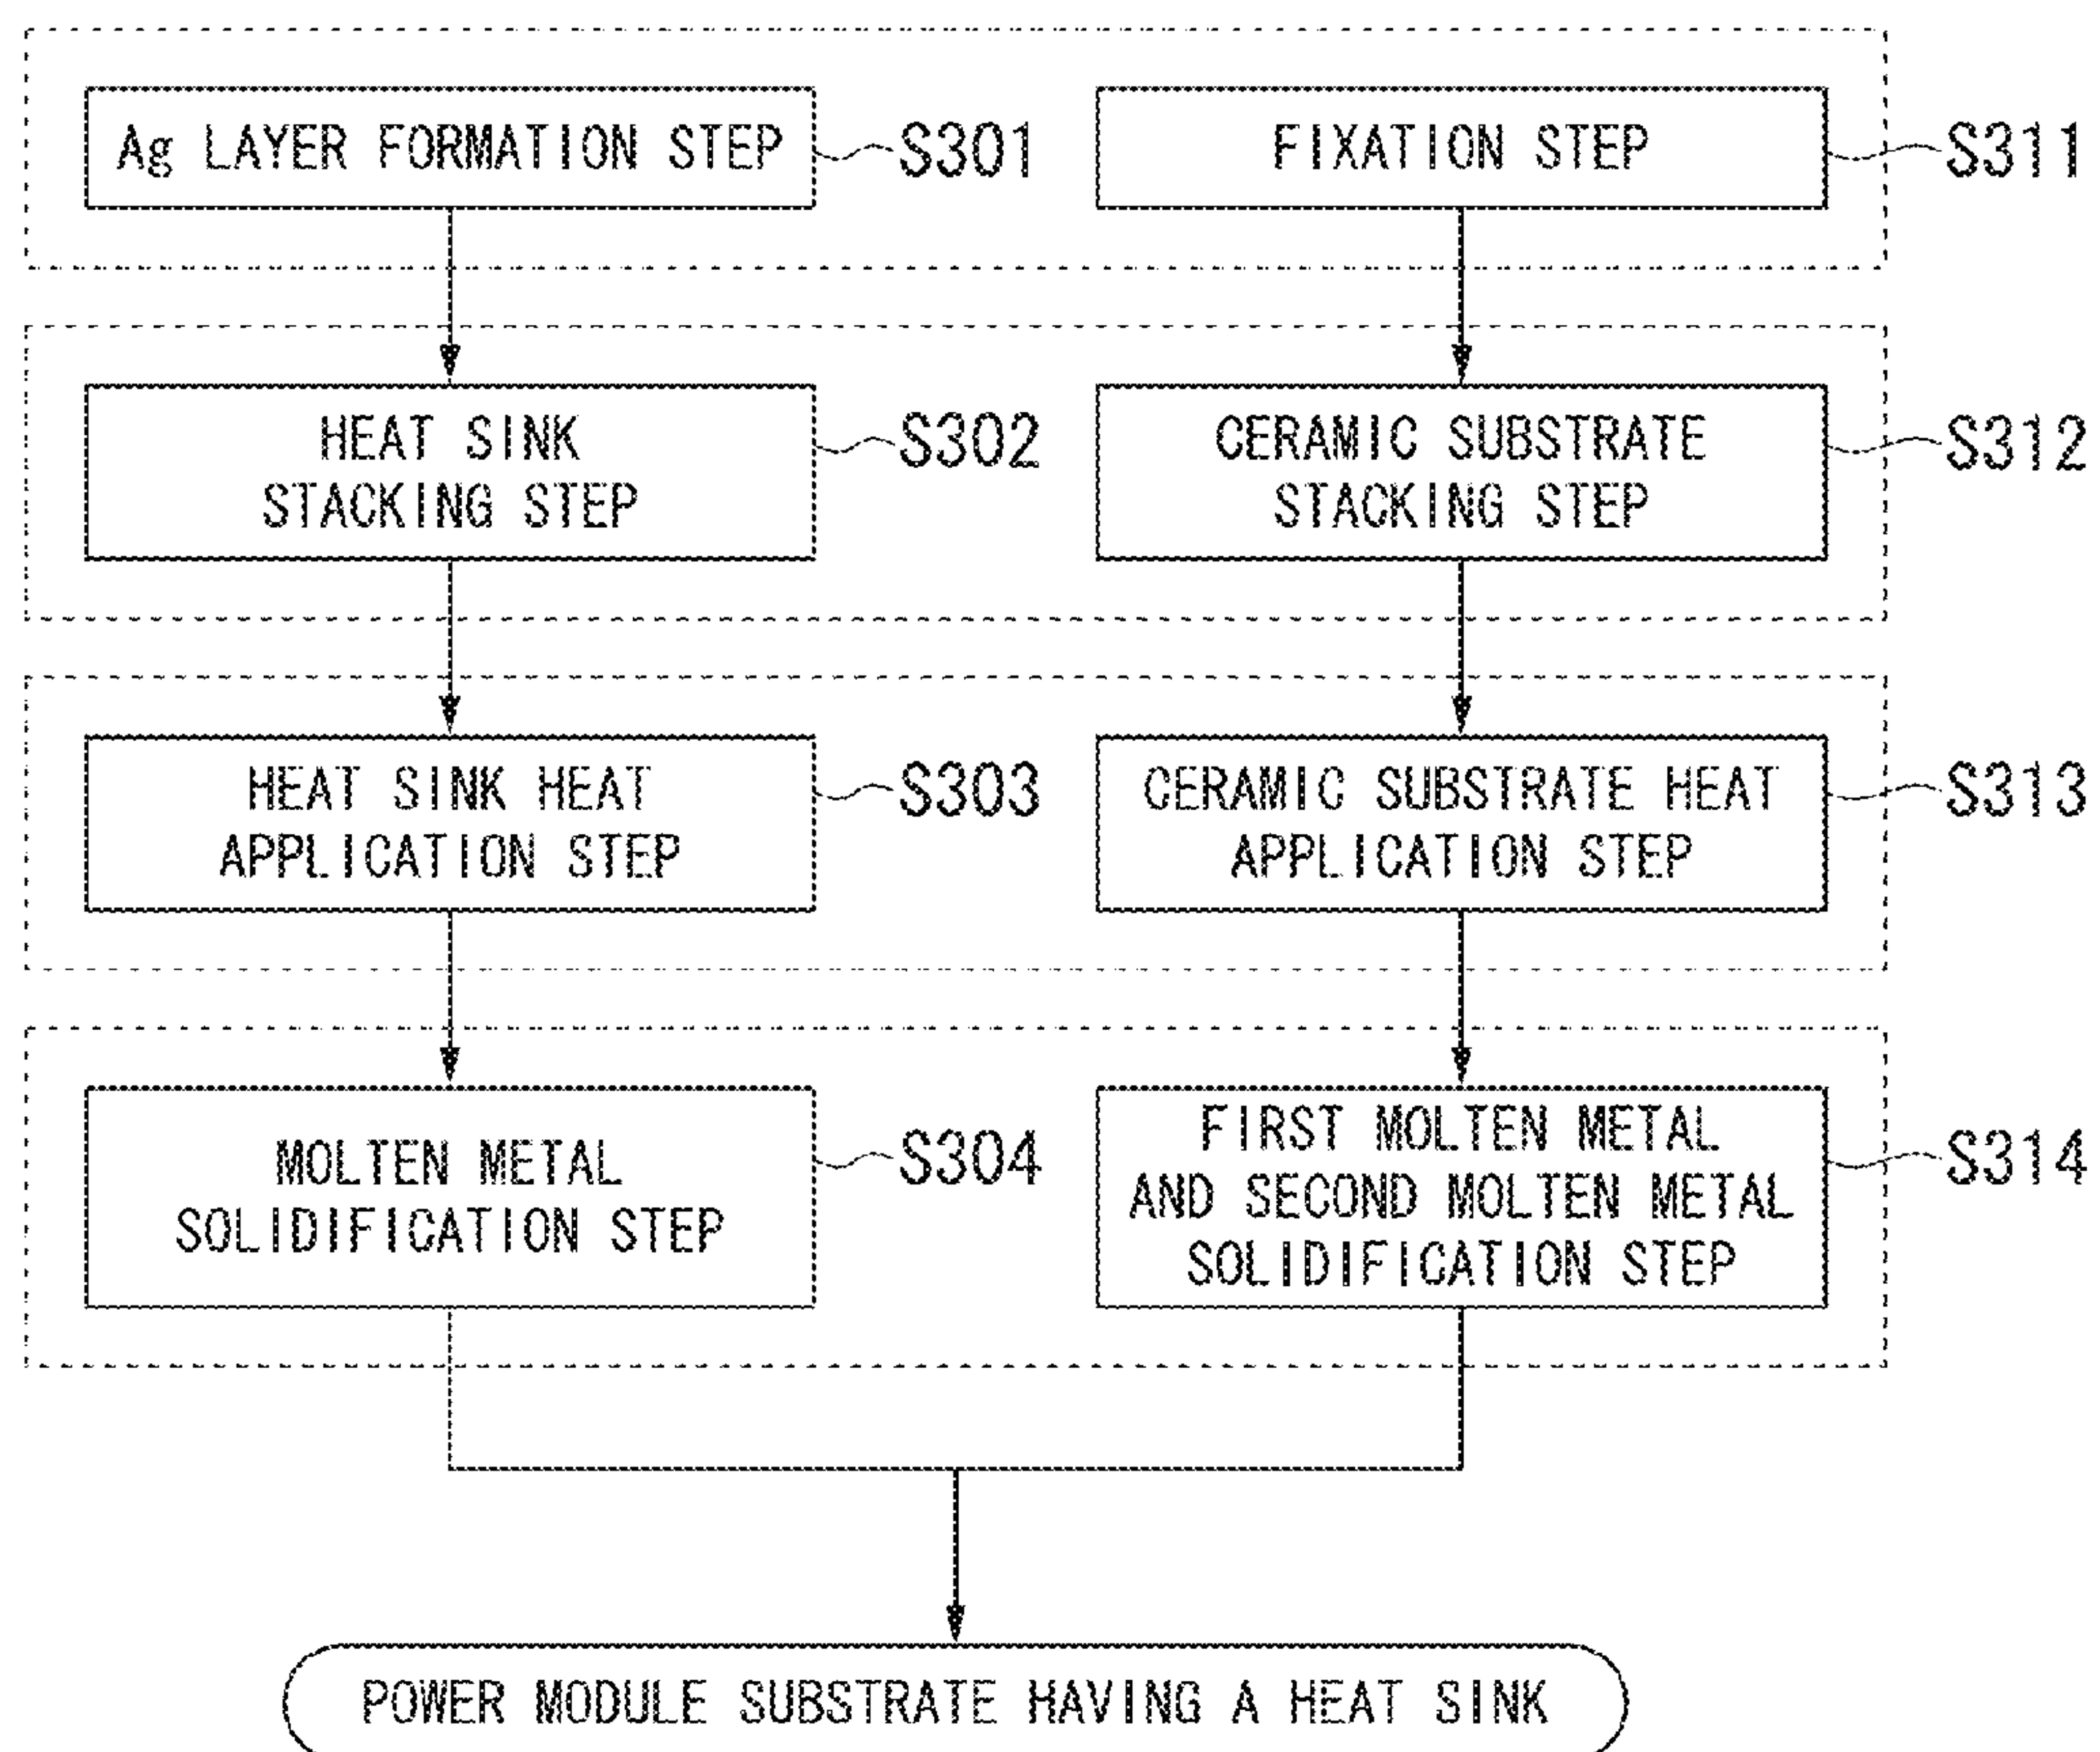 Ag LAYER FORMATION STEP
S301
FIXATION STEP
S311
HEAT SINK
STACKING STEP
S302
CERAMIC SUBSTRATE
STACKING STEP
S312
HEAT SINK HEAT
APPLICATION STEP
S303
CERAMIC SUBSTRATE HEAT
APPLICATION STEP
S313
MOLTEN METAL
SOLIDIFICATION STEP
S304
FIRST MOLTEN METAL
AND SECOND MOLTEN METAL
SOLIDIFICATION STEP
S314
POWER MODULE SUBSTRATE HAVING A HEAT SINK